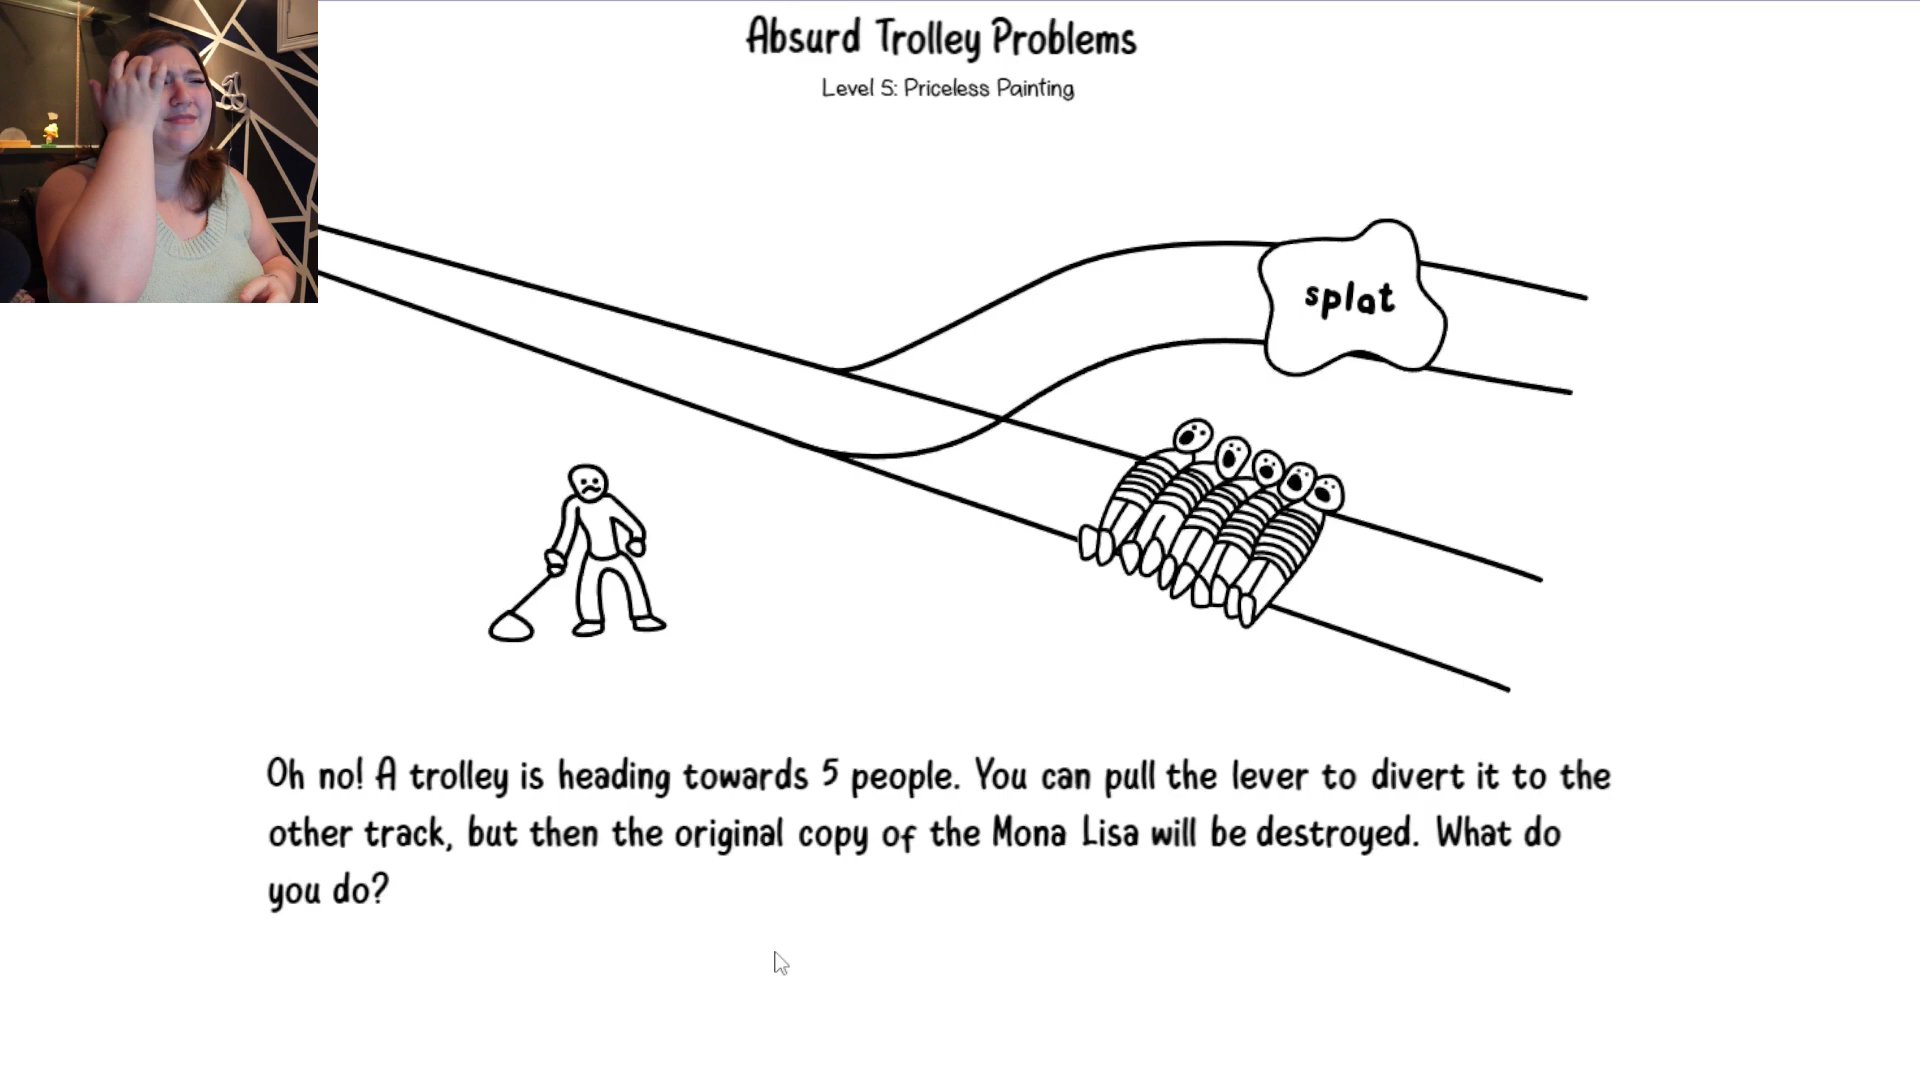 Absurd Trolley Problems
Level 5: Priceless Painting
splat
Oh no! A trolley is heading towards 5 people. You can pull the lever to divert it to the
other track, but then the original copy of the Mona Lisa will be destroyed. What do
you do?